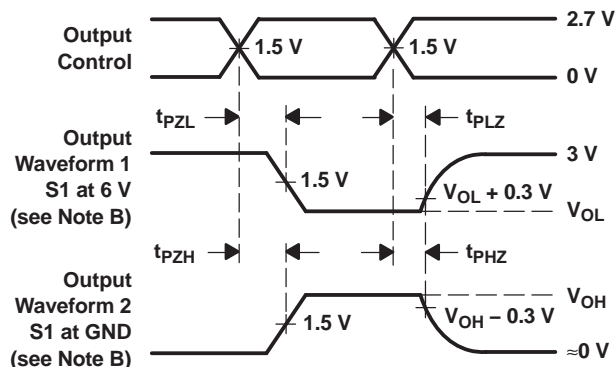 2.7 V
Output
Control
1.5 V
1.5 V
0 V
tPZL
tPLZ
Output
Waveform 1
S1 at 6 V
(see Note B)
3 V
1.5 V
VOL + 0.3 V
VOL
tPZH
tPHZ
Output
Waveform 2
S1 at GND
(see Note B)
VOH
1.5 V
VOH − 0.3 V
≈0 V